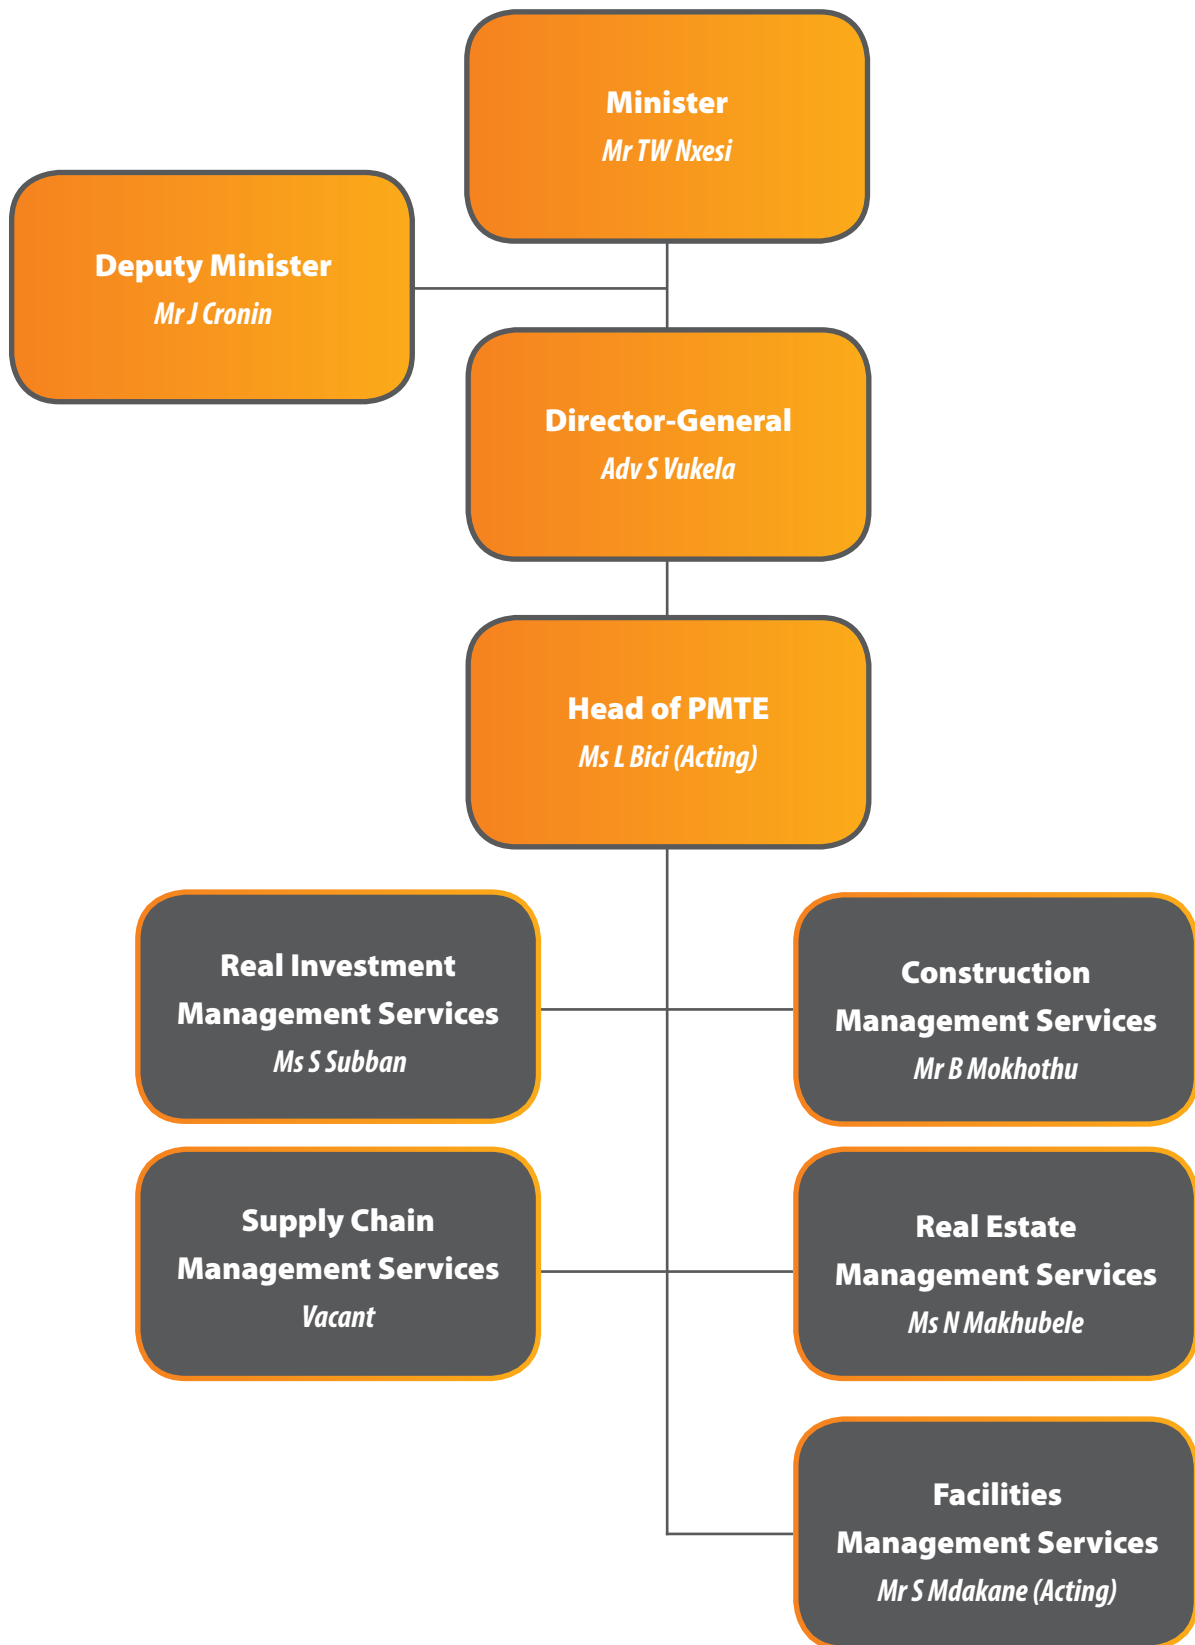 Minister
Mr TW Nxesi
Deputy Minister
Mr J Cronin
Director-General
Adv S Vukela
Head of PMTE
Ms L Bici (Acting)
Real Investment
Management Services
Ms S Subban
Construction
Management Services
Mr B Mokhothu
Supply Chain
Management Services
Vacant
Real Estate
Management Services
Ms N Makhubele
Facilities
Management Services
Mr S Mdakane (Acting)